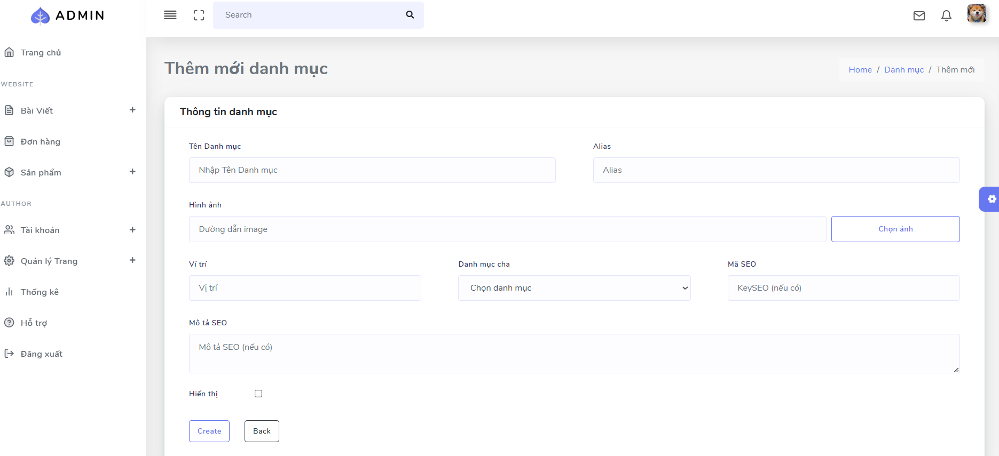 ADMIN
Search
Trang chủ
WEBSİTE
Bài Viết
Đơn hàng
Sản phẩm
AUTHOR
Tài khoản
Quản lý Trang
Thống kê
Hỗ trợ
Đăng xuất
Thêm mới danh mục
Home / Danh mục / Thêm mới
Thông tin danh mục
Tên Danh mục
Alias
Nhập Tên Danh mục
Alias
Hình ảnh
Đường dẫn image
Chọn ảnh
Ví trí
Danh mục cha
Mã SEO
Vị trí
Chọn danh mục
KeySEO (nếu có)
Mô tả SEO
Mô tả SEO (nếu có)
Hiển thị
Create
Back